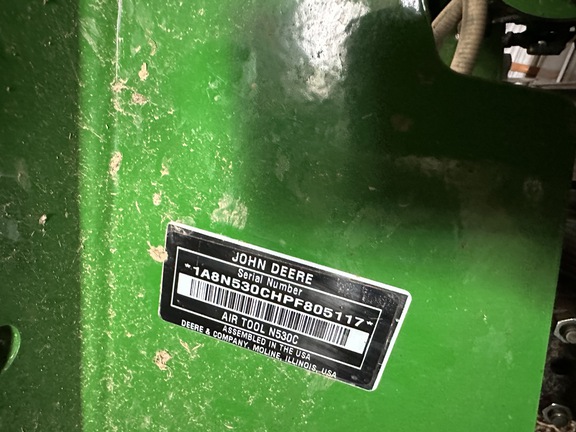 JOHN DEERE
Serial Number
*1A8N530CHPF805117*
AIR TOOL N530C
ASSEMBLED IN THE USA
DEERE & COMPANY, MOLINE, ILLINOIS, USA